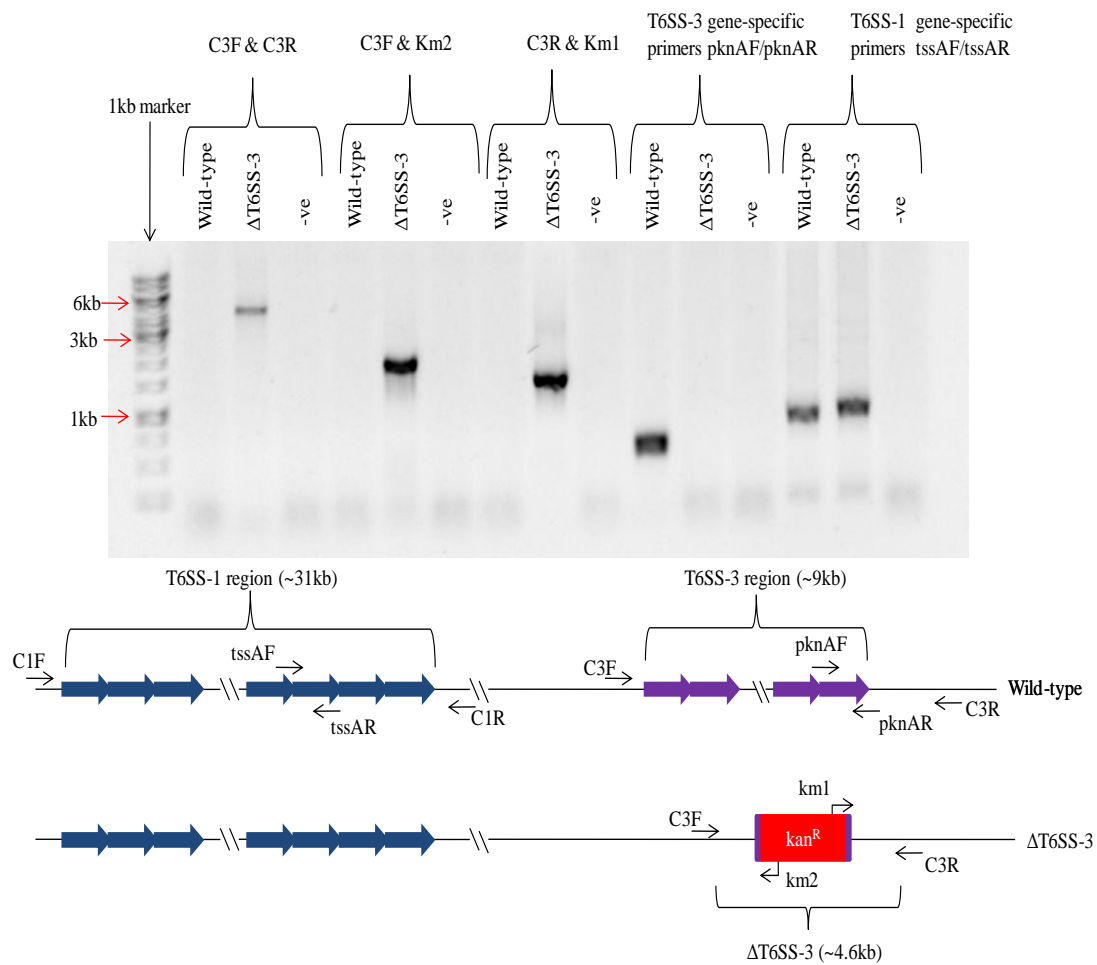 C3F & C3R
C3F & Km2
C3R & Km1
T6SS-3 gene-specific
primers pknAF/pknAR
T6SS-1 gene-specific
primers tssAF/tssAR
1kb marker
Wild-type
ΔT6SS-3
-ve
Wild-type
ΔT6SS-3
-ve
Wild-type
ΔT6SS-3
-ve
Wild-type
ΔT6SS-3
-ve
Wild-type
ΔT6SS-3
-ve
6kb
3kb
1kb
T6SS-1 region (~31kb)
T6SS-3 region (~9kb)
C1F
tssAF
C3F
pknAF
Wild-type
tssAR
C1R
pknAR
C3R
km1
C3F
kanR
ΔT6SS-3
km2
C3R
ΔT6SS-3 (~4.6kb)